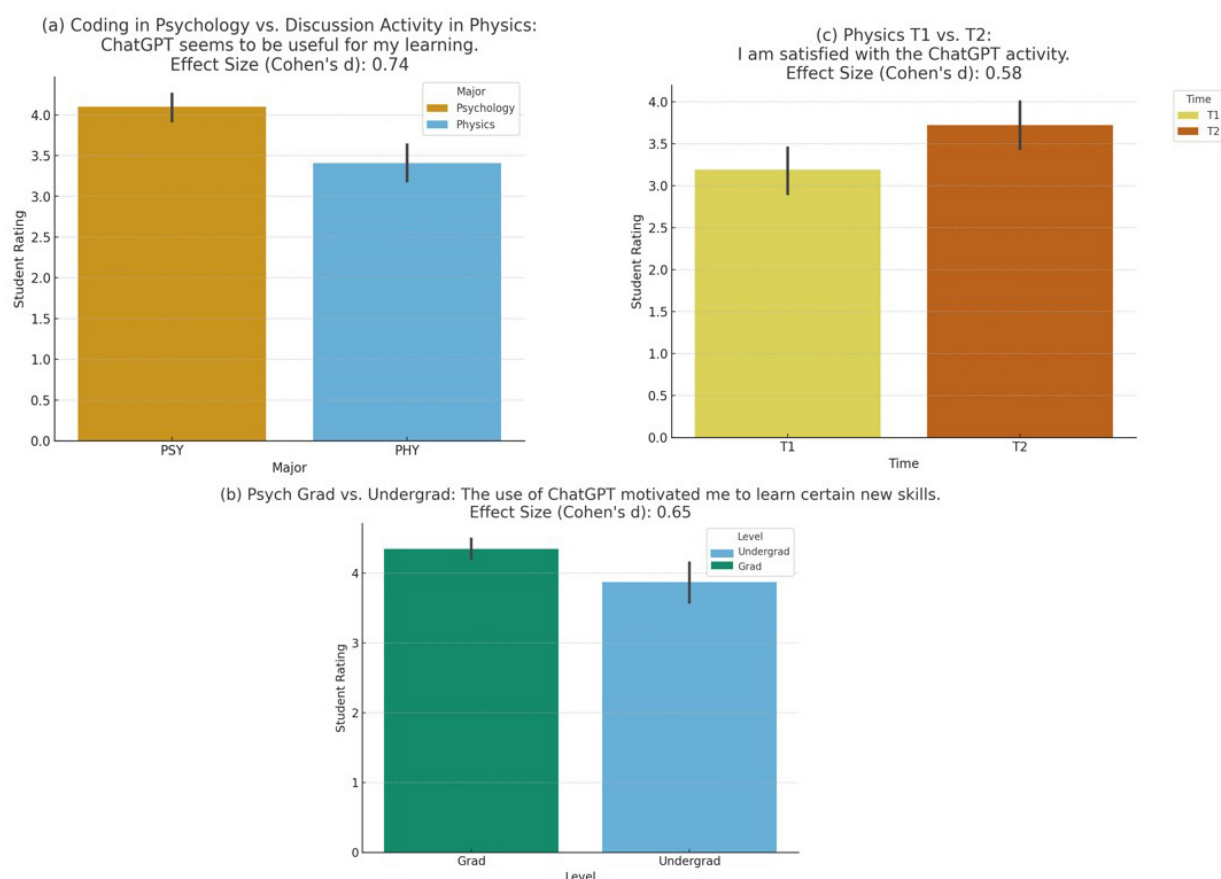 (a) Coding in Psychology vs. Discussion Activity in Physics:
ChatGPT seems to be useful for my learning.
Effect Size (Cohen's d): 0.74
Major
Psychology
Physics
4.0
3.5
3.0
2.5
2.0
1.5
1.0
0.5
0.0
Student Rating
PSY
PHY
Major
(c) Physics T1 vs. T2:
I am satisfied with the ChatGPT activity.
Effect Size (Cohen's d): 0.58
Time
T1
T2
4.0
3.5
3.0
2.5
2.0
1.5
1.0
0.5
0.0
Student Rating
T1
T2
Time
(b) Psych Grad vs. Undergrad: The use of ChatGPT motivated me to learn certain new skills.
Effect Size (Cohen's d): 0.65
Level
Undergrad
Grad
4
3
2
1
0
Student Rating
Grad
Undergrad
Level